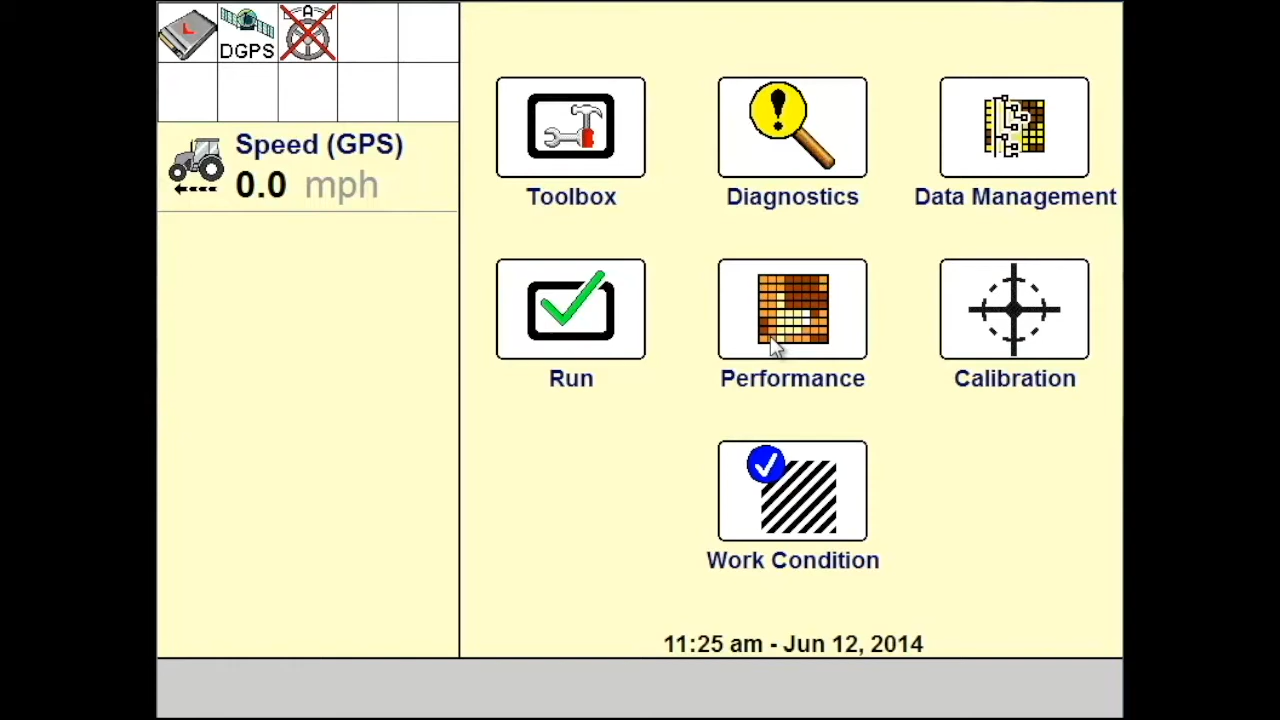 A
DGPS
Speed (GPS)
0.0 mph
Toolbox
Diagnostics
Data Management
Run
Performance
Calibration
Work Condition
11:25 am - Jun 12, 2014